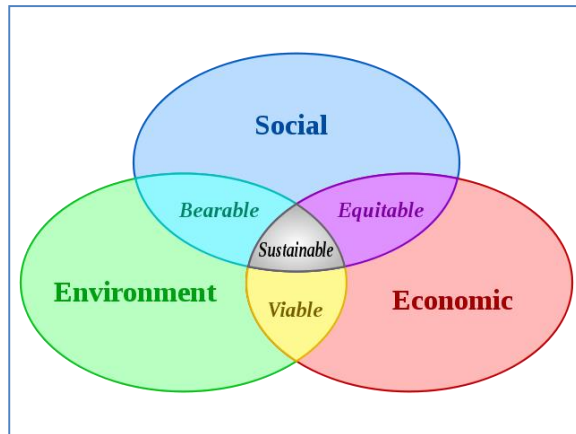 Social
Bearable
Equitable
Sustainable
Environment
Viable
Economic